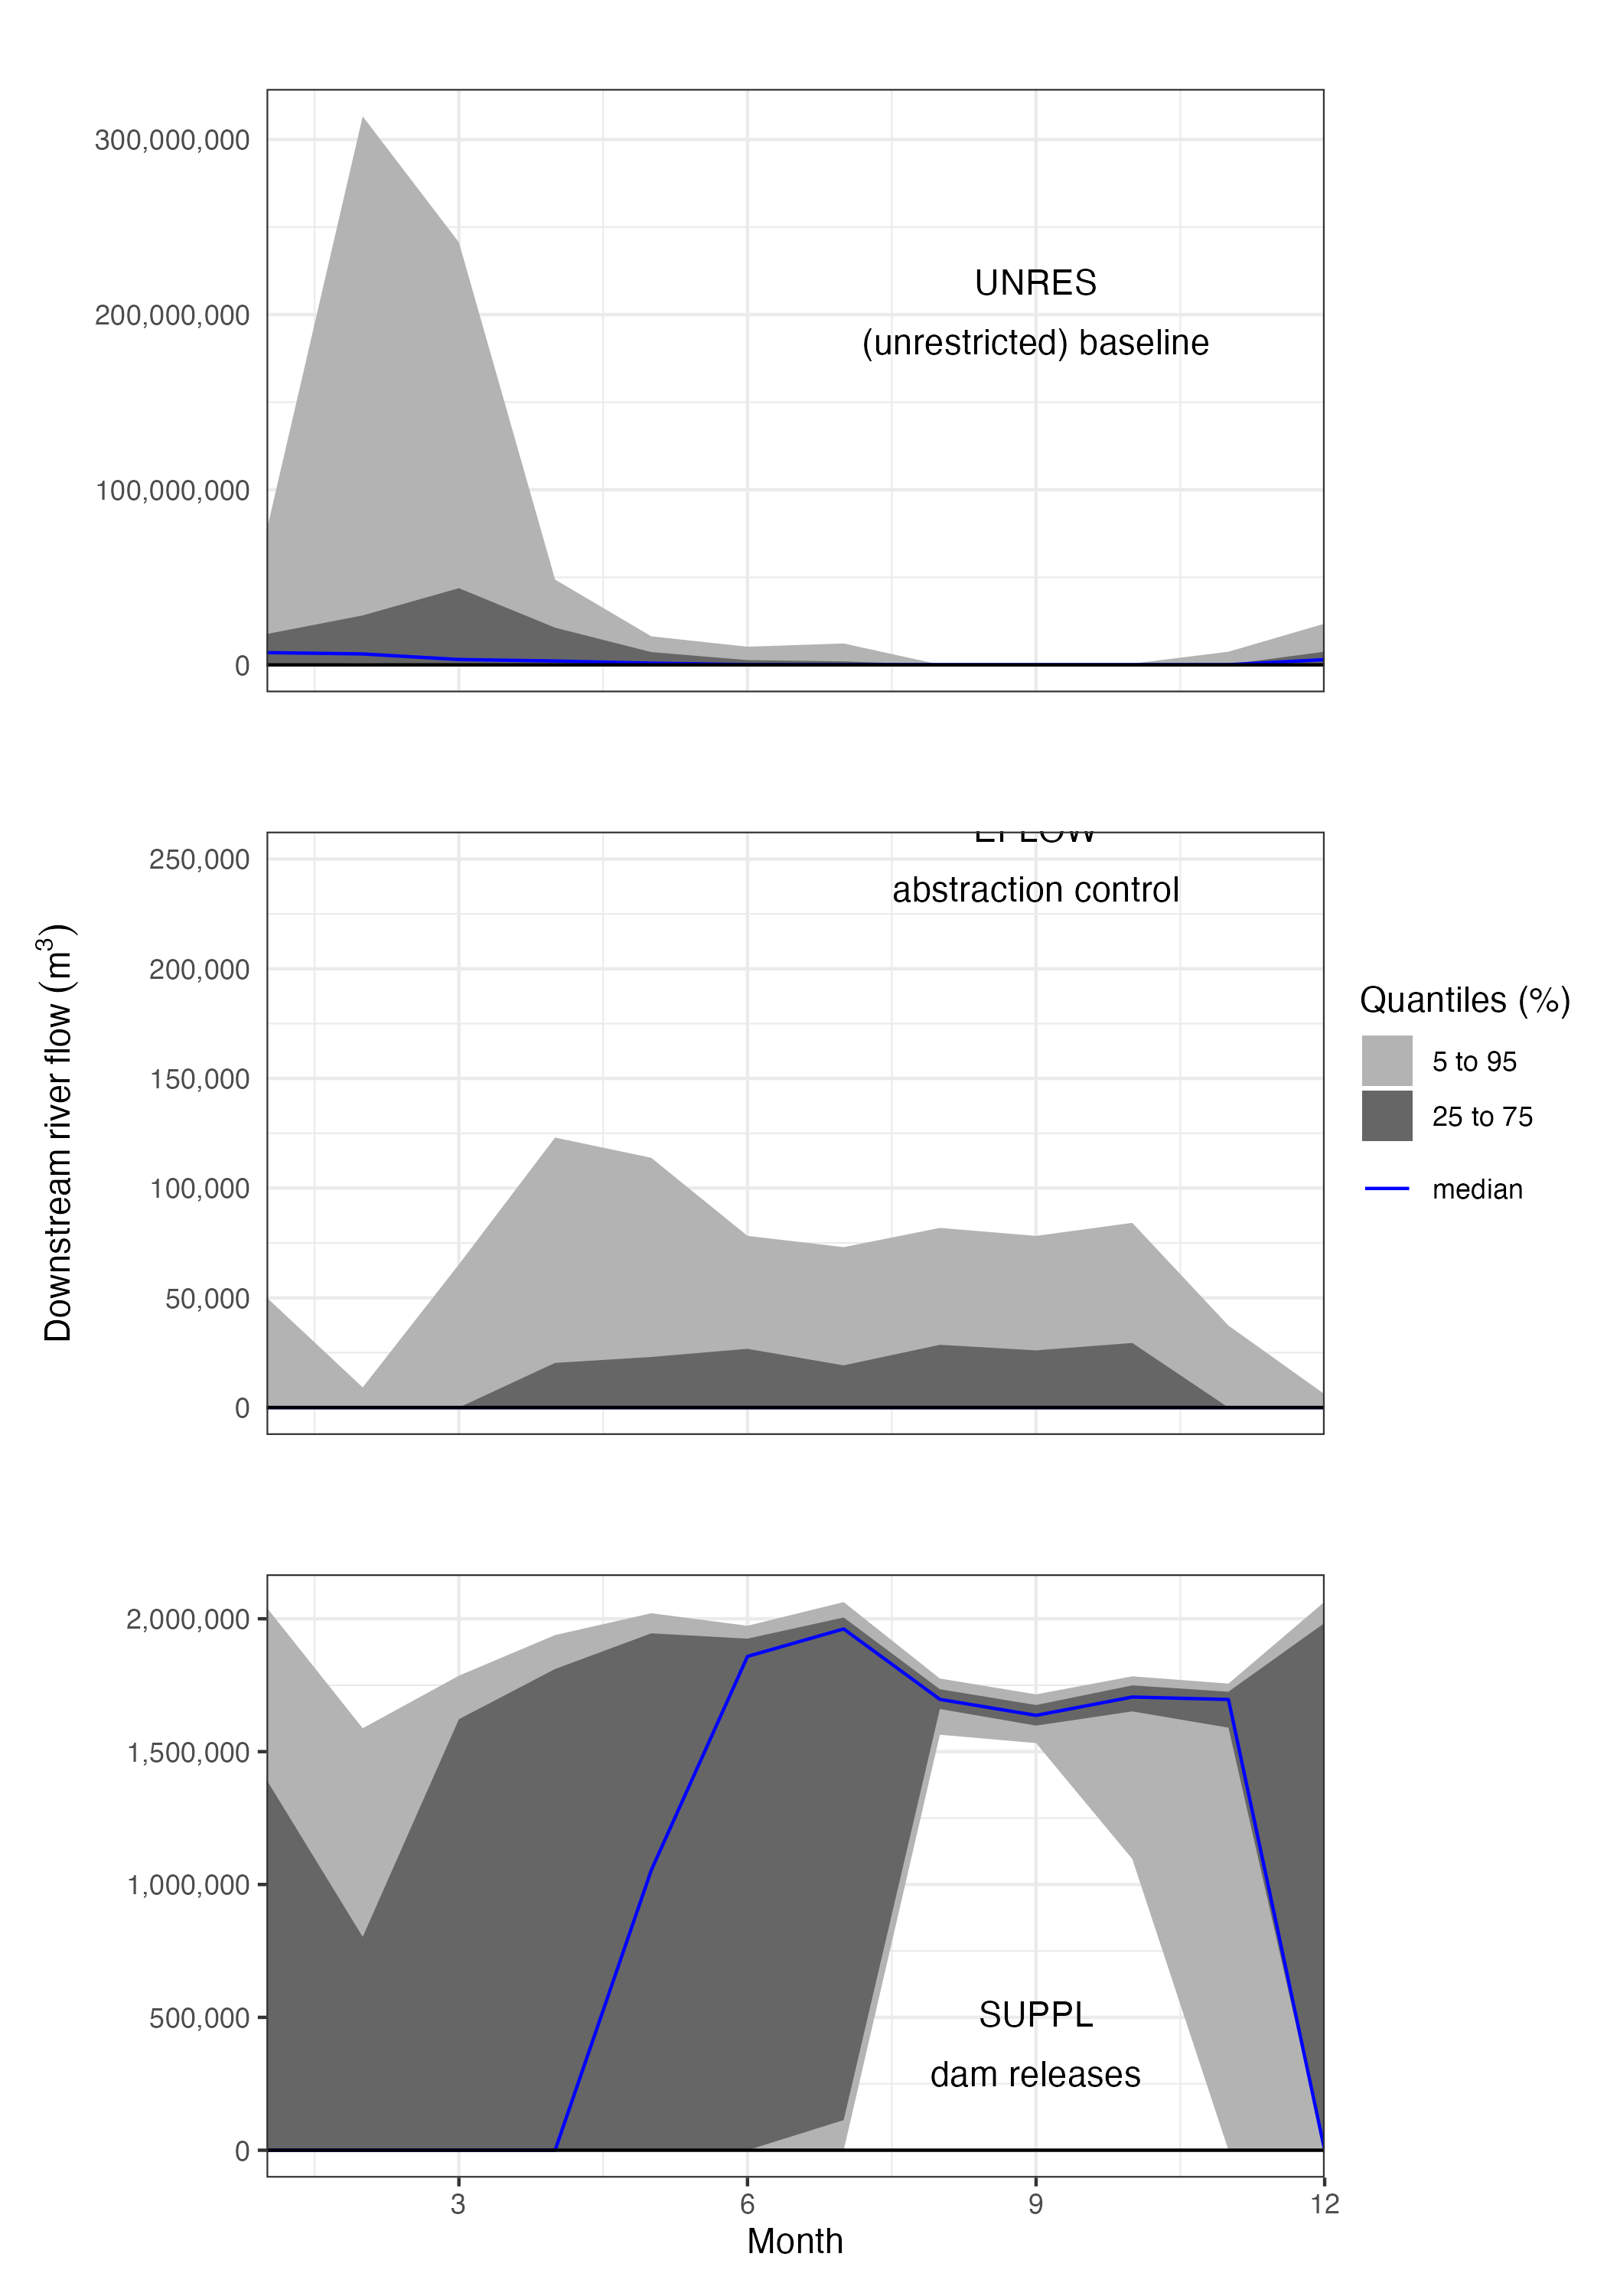 300,000,000
200,000,000
100,000,000
0
UNRES
(unrestricted) baseline
250,000
200,000
150,000
100,000
50,000
0
EFLOW
abstraction control
Downstream river flow (m³)
Quantiles (%)
5 to 95
25 to 75
median
2,000,000
1,500,000
1,000,000
500,000
0
SUPPL
dam releases
3
6
9
12
Month